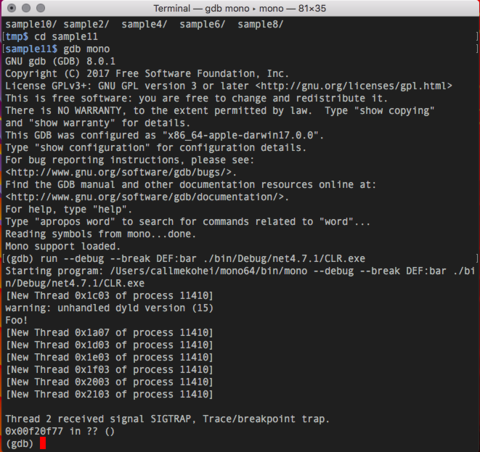 Terminal — gdb mono • mono — 81×35
sample10/ sample2/  sample4/  sample6/  sample8/
[tmp$ cd sample11
[sample11$ gdb mono
GNU gdb (GDB) 8.0.1
Copyright (C) 2017 Free Software Foundation, Inc.
License GPLv3+: GNU GPL version 3 or later <http://gnu.org/licenses/gpl.html>
This is free software: you are free to change and redistribute it.
There is NO WARRANTY, to the extent permitted by law.  Type "show copying"
and "show warranty" for details.
This GDB was configured as "x86_64-apple-darwin17.0.0".
Type "show configuration" for configuration details.
For bug reporting instructions, please see:
<http://www.gnu.org/software/gdb/bugs/>.
Find the GDB manual and other documentation resources online at:
<http://www.gnu.org/software/gdb/documentation/>.
For help, type "help".
Type "apropos word" to search for commands related to "word"...
Reading symbols from mono...done.
Mono support loaded.
[(gdb) run --debug --break DEF:bar ./bin/Debug/net4.7.1/CLR.exe
Starting program: /Users/callmekohei/mono64/bin/mono --debug --break DEF:bar ./bi
n/Debug/net4.7.1/CLR.exe
[New Thread 0x1c03 of process 11410]
warning: unhandled dyld version (15)
Foo!
[New Thread 0x1a07 of process 11410]
[New Thread 0x1d03 of process 11410]
[New Thread 0x1e03 of process 11410]
[New Thread 0x1f03 of process 11410]
[New Thread 0x2003 of process 11410]
[New Thread 0x2103 of process 11410]
Thread 2 received signal SIGTRAP, Trace/breakpoint trap.
0x00f20f77 in ?? ()
(gdb)